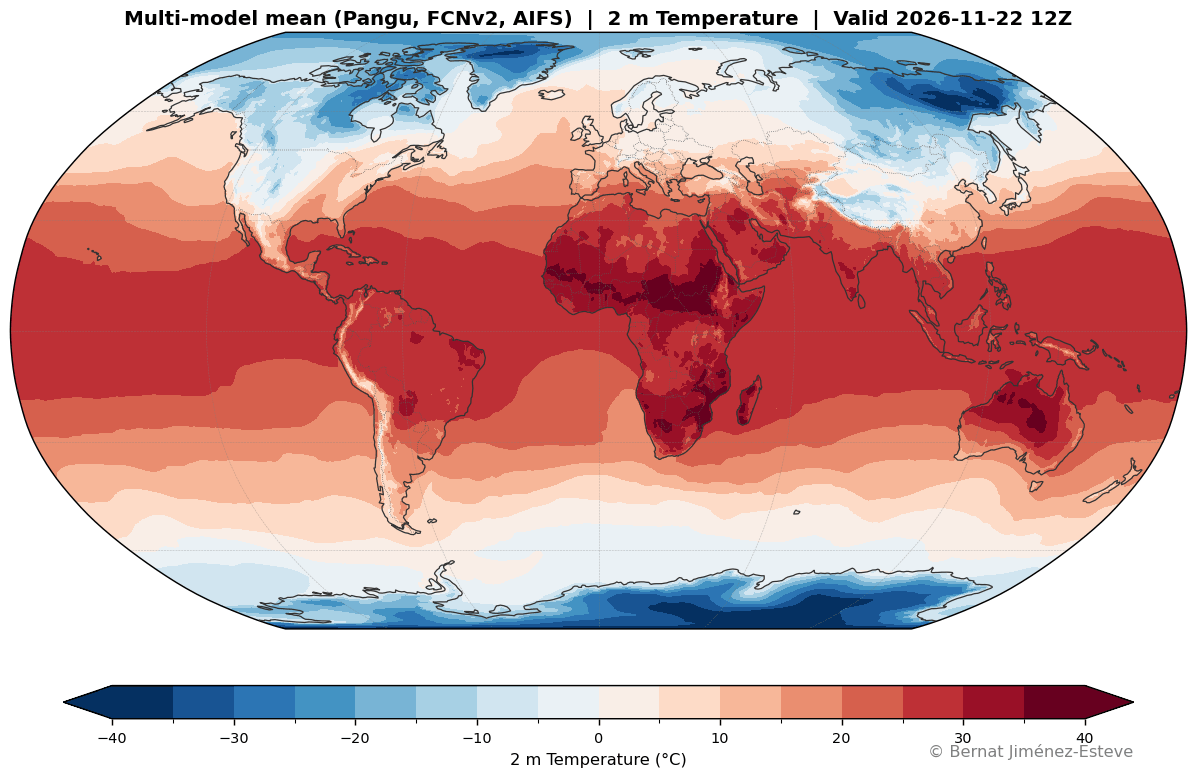 Multi-model mean (Pangu, FCNv2, AIFS)  |  2 m Temperature  |  Valid 2026-11-22 12Z
−40 −30 −20 −10 0 10 20 30 40
2 m Temperature (°C)
© Bernat Jiménez-Esteve